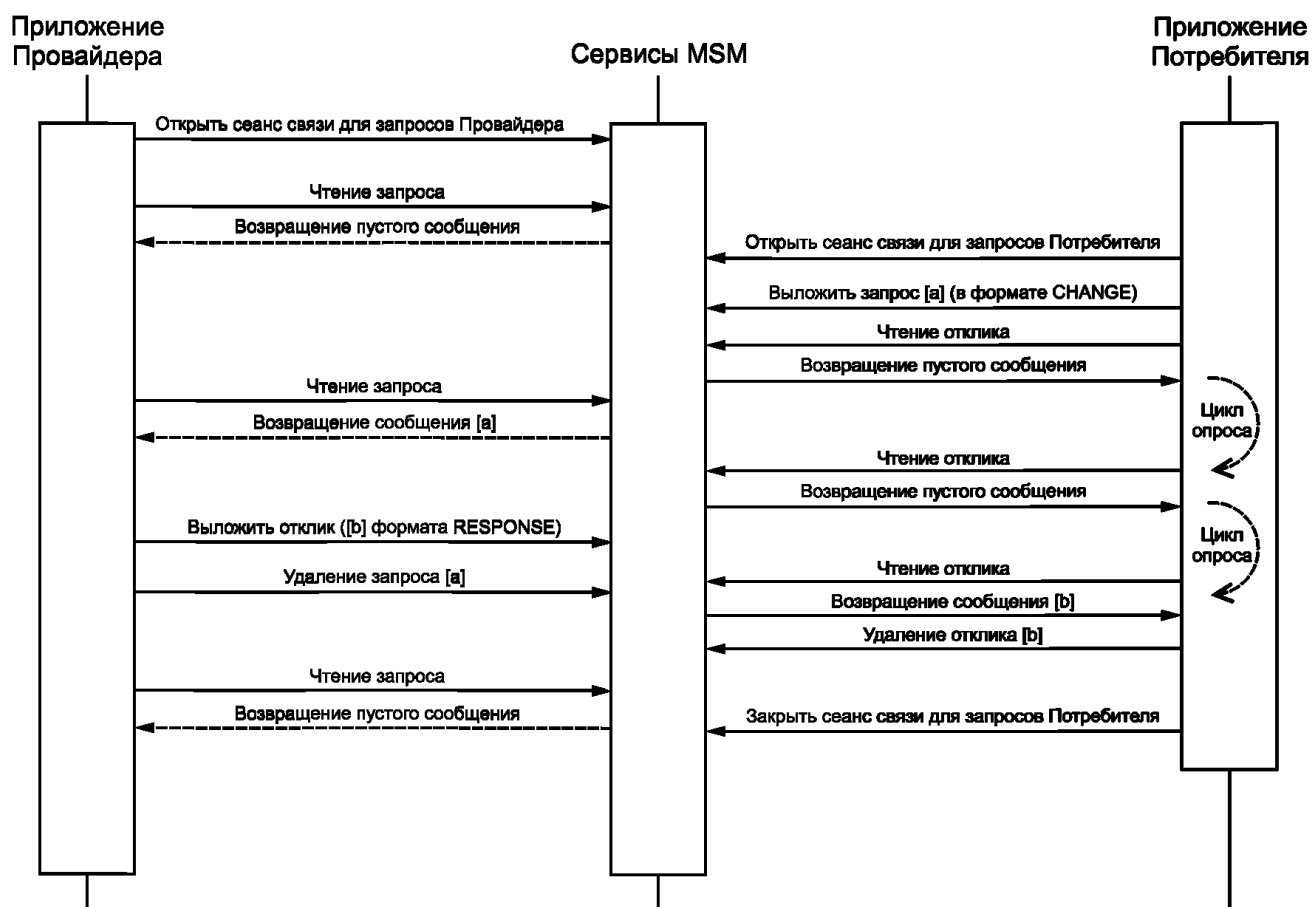 Приложение
Провайдера
Сервисы MSM
Приложение
Потребителя
Открыть сеанс связи для запросов Провайдера
Чтение запроса
Возвращение пустого сообщения
Открыть сеанс связи для запросов Потребителя
Выложить запрос [a] (в формате CHANGE)
Чтение отклика
Возвращение пустого сообщения
Чтение запроса
Цикл
опроса
Возвращение сообщения [a]
Чтение отклика
Возвращение пустого сообщения
Выложить отклик ([b] формата RESPONSE)
Цикл
опроса
Чтение отклика
Удаление запроса [a]
Возвращение сообщения [b]
Удаление отклика [b]
Чтение запроса
Возвращение пустого сообщения
Закрыть сеанс связи для запросов Потребителя